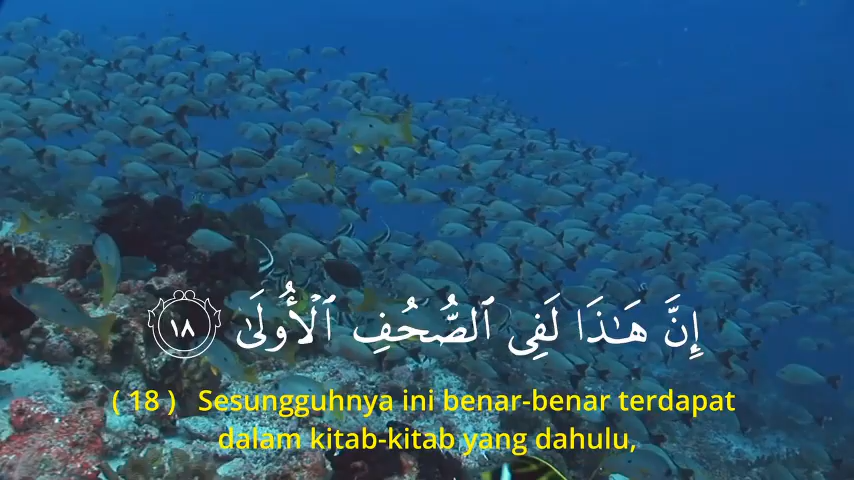 إِنَّ هَـٰذَا لَفِى ٱلصُّحُفِ ٱلْأُولَىٰ ١٨
( 18 ) Sesungguhnya ini benar-benar terdapat
dalam kitab-kitab yang dahulu,